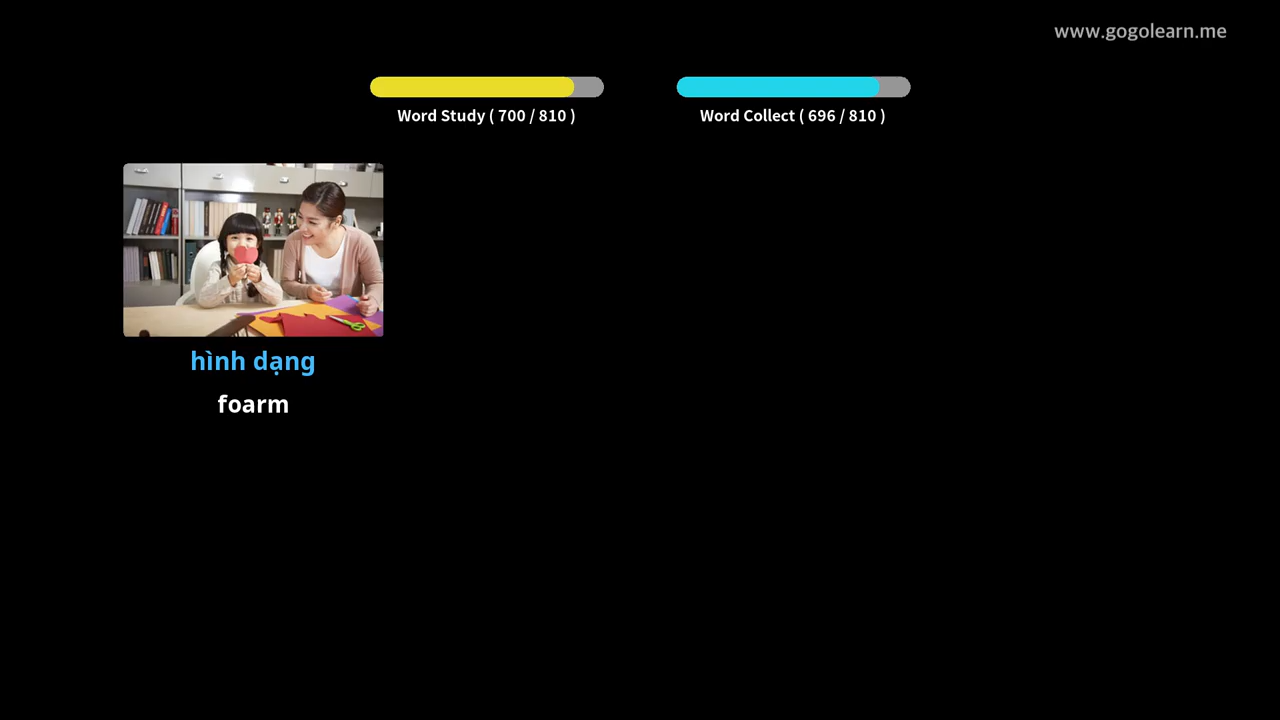 www.gogolearn.me
Word Study ( 700 / 810 )
Word Collect ( 696 / 810 )
hình dạng
foarm